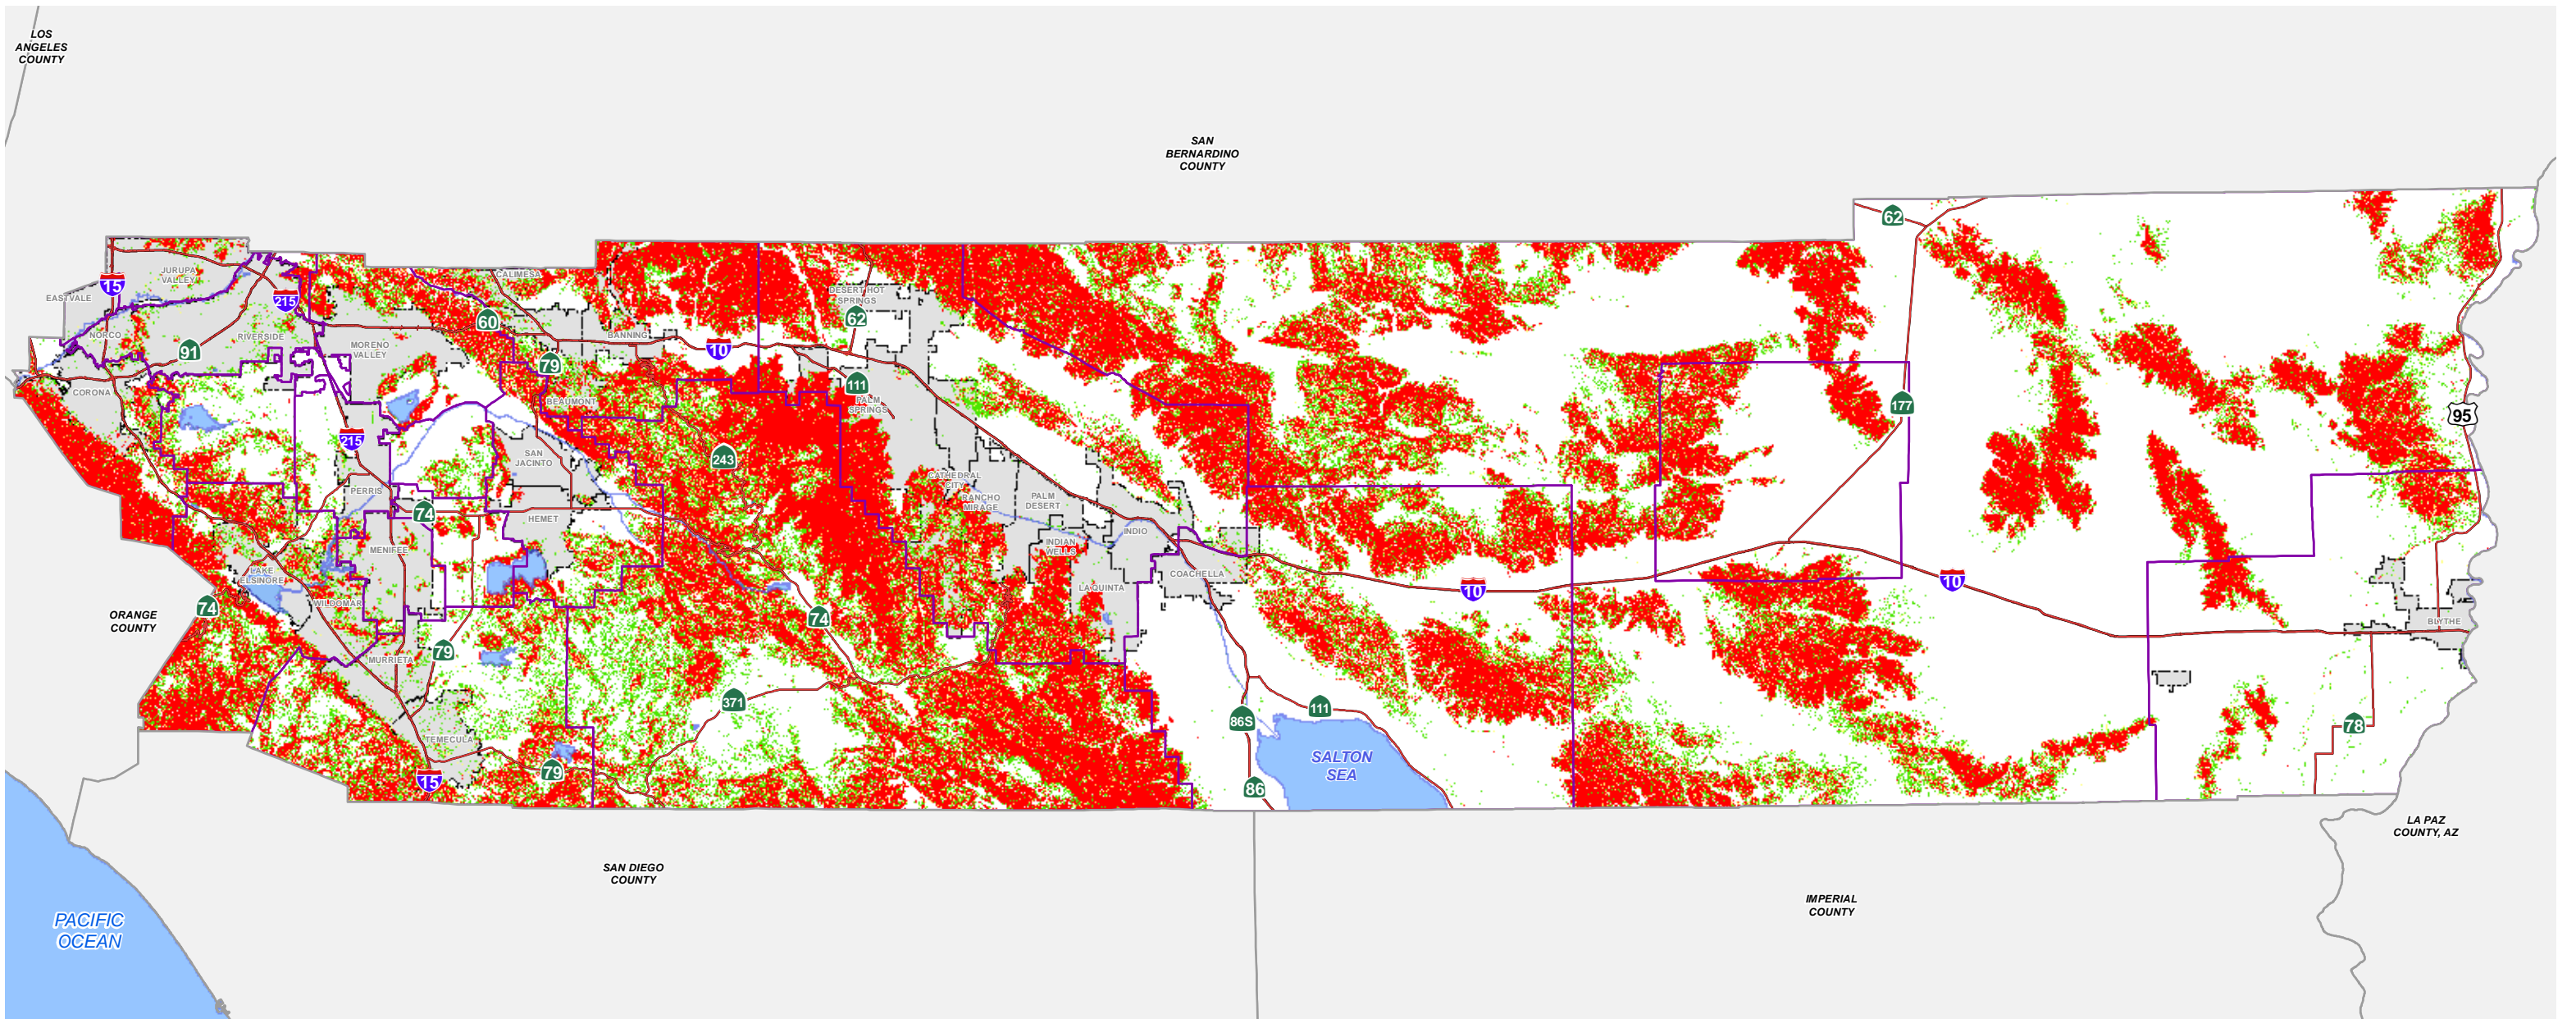 LOS
ANGELES
COUNTY
SAN
BERNARDINO
COUNTY
62
JURUPA
VALLEY
CALIMESA
15
EASTVALE
215
DESERT HOT
SPRINGS
62
60
NORCO
RIVERSIDE
BANNING
91
MORENO
VALLEY
10
79
111
CORONA
BEAUMONT
PALM
SPRINGS
177
95
215
SAN
JACINTO
243
CATHEDRAL
CITY
PERRIS
RANCHO
MIRAGE
PALM
DESERT
74
HEMET
INDIO
MENIFEE
INDIAN
WELLS
LAKE
ELSINORE
COACHELLA
10
10
LA QUINTA
WILDOMAR
74
74
ORANGE
COUNTY
BLYTHE
79
MURRIETA
371
111
86S
78
TEMECULA
SALTON
SEA
15
79
86
LA PAZ
COUNTY, AZ
SAN DIEGO
COUNTY
IMPERIAL
COUNTY
PACIFIC
OCEAN